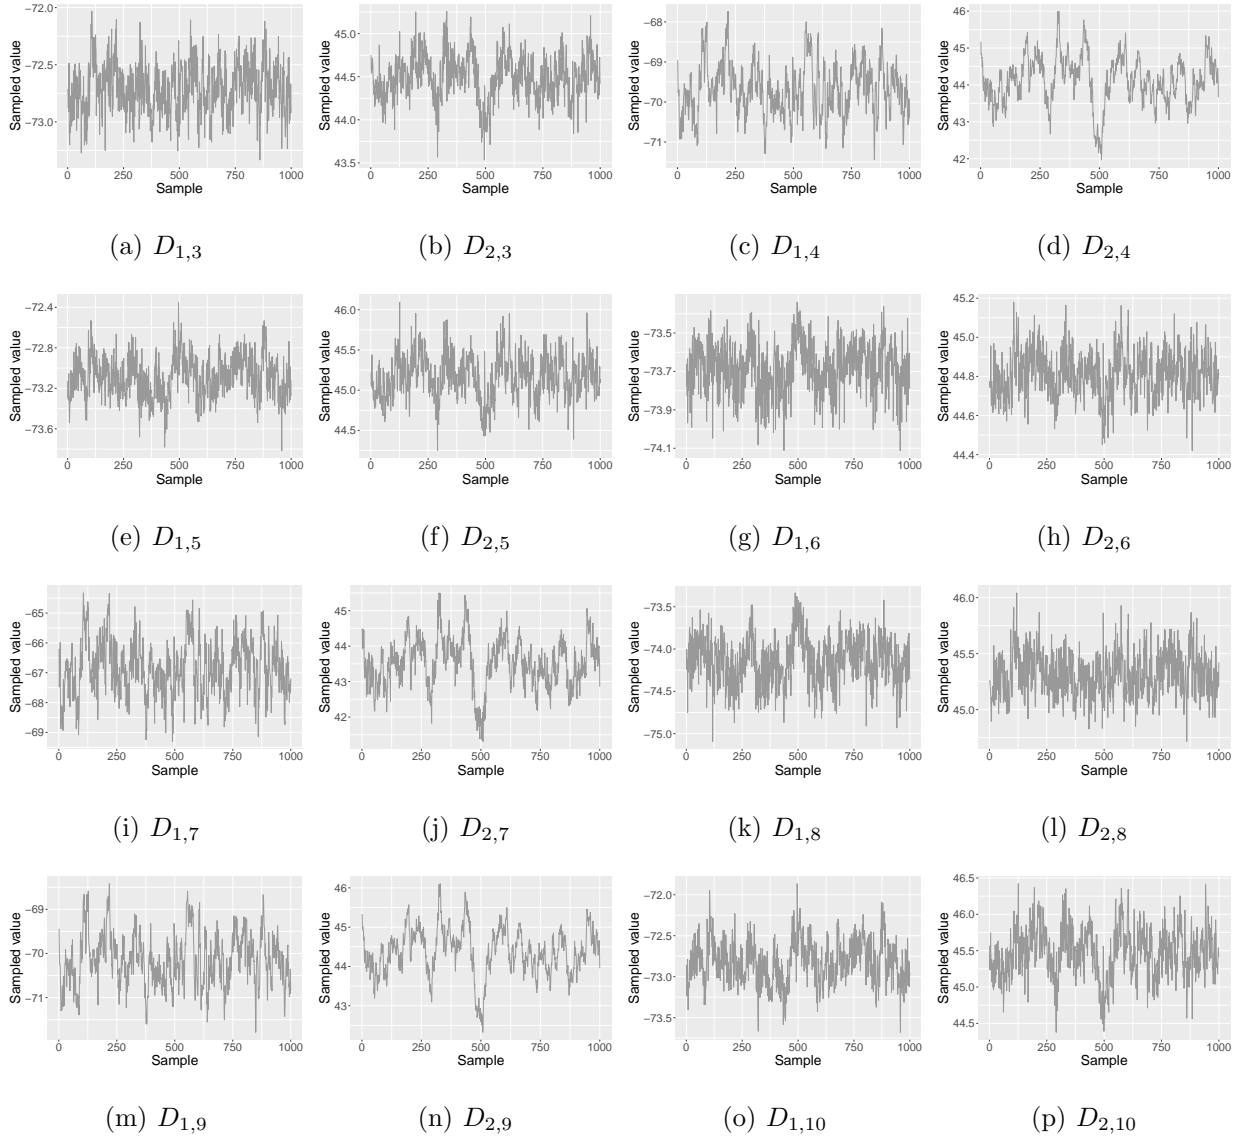 Sampled value
−72.0
−72.5
−73.0
0 250 500 750 1000
Sample
(a) D1,3
Sampled value
45.0
44.5
44.0
43.5
0 250 500 750 1000
Sample
(b) D2,3
Sampled value
−68
−69
−70
−71
0 250 500 750 1000
Sample
(c) D1,4
Sampled value
46
45
44
43
42
0 250 500 750 1000
Sample
(d) D2,4
Sampled value
−72.4
−72.8
−73.2
−73.6
0 250 500 750 1000
Sample
(e) D1,5
Sampled value
46.0
45.5
45.0
44.5
0 250 500 750 1000
Sample
(f) D2,5
Sampled value
−73.5
−73.7
−73.9
−74.1
0 250 500 750 1000
Sample
(g) D1,6
Sampled value
45.2
45.0
44.8
44.6
44.4
0 250 500 750 1000
Sample
(h) D2,6
Sampled value
−65
−66
−67
−68
−69
0 250 500 750 1000
Sample
(i) D1,7
Sampled value
45
44
43
42
0 250 500 750 1000
Sample
(j) D2,7
Sampled value
−73.5
−74.0
−74.5
−75.0
0 250 500 750 1000
Sample
(k) D1,8
Sampled value
46.0
45.5
45.0
0 250 500 750 1000
Sample
(l) D2,8
Sampled value
−69
−70
−71
0 250 500 750 1000
Sample
(m) D1,9
Sampled value
46
45
44
43
0 250 500 750 1000
Sample
(n) D2,9
Sampled value
−72.0
−72.5
−73.0
−73.5
0 250 500 750 1000
Sample
(o) D1,10
Sampled value
46.5
46.0
45.5
45.0
44.5
0 250 500 750 1000
Sample
(p) D2,10